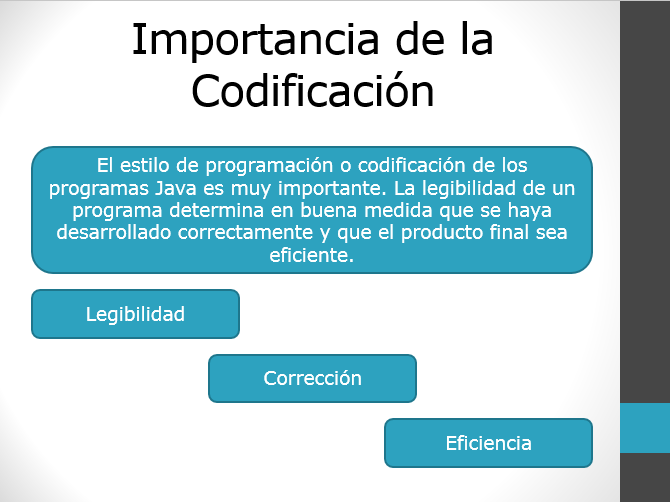 Importancia de la
Codificación
El estilo de programación o codificación de los
programas Java es muy importante. La legibilidad de un
programa determina en buena medida que se haya
desarrollado correctamente y que el producto final sea
eficiente.
Legibilidad
Corrección
Eficiencia